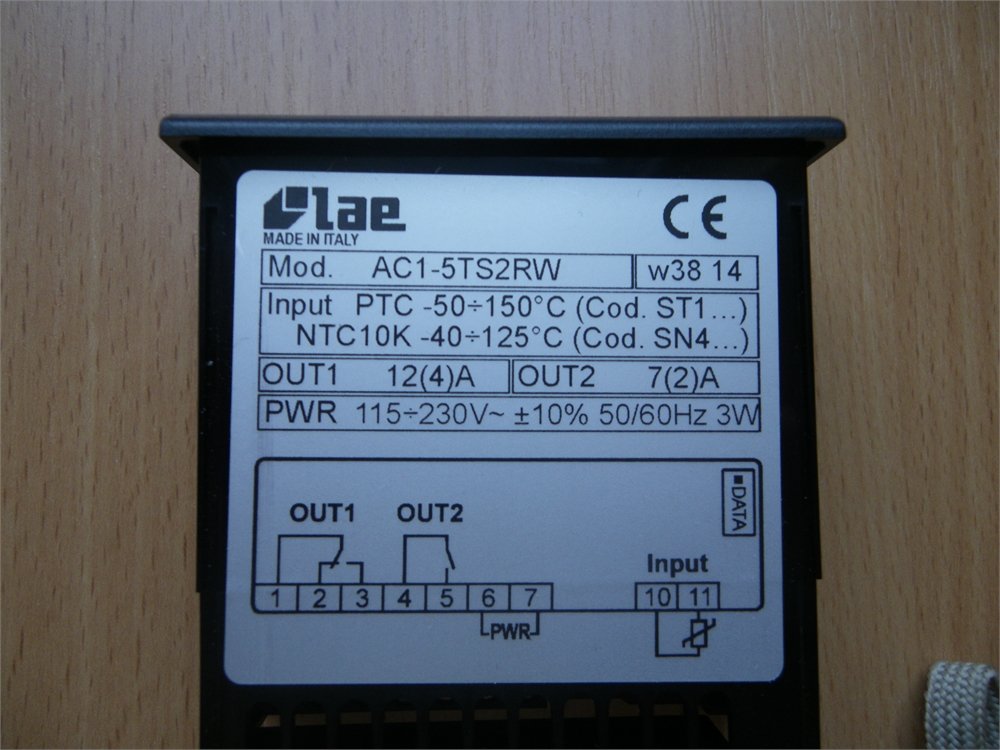 lae
MADE IN ITALY
CE
Mod. AC1-5TS2RW w38 14
Input PTC -50÷150°C (Cod. ST1...)
NTC10K -40÷125°C (Cod. SN4...)
OUT1 12(4)A OUT2 7(2)A
PWR 115÷230V~ ±10% 50/60Hz 3W
DATA
OUT1 OUT2
Input
1 2 3 4 5 6 7 10 11
PWR